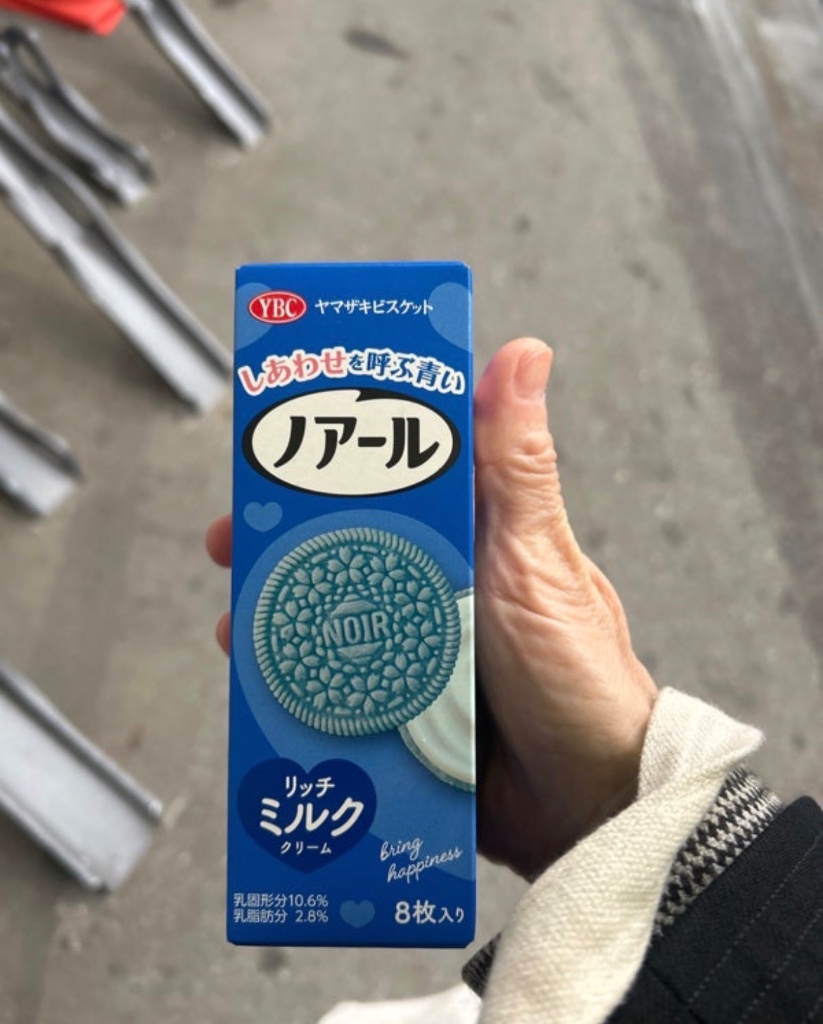 YBC ヤマザキビスケット
しあわせを呼ぶ青い
ノアール
NOIR
リッチ
ミルク
クリーム
bring
happiness
乳固形分10.6%
乳脂肪分 2.8%
8枚入り